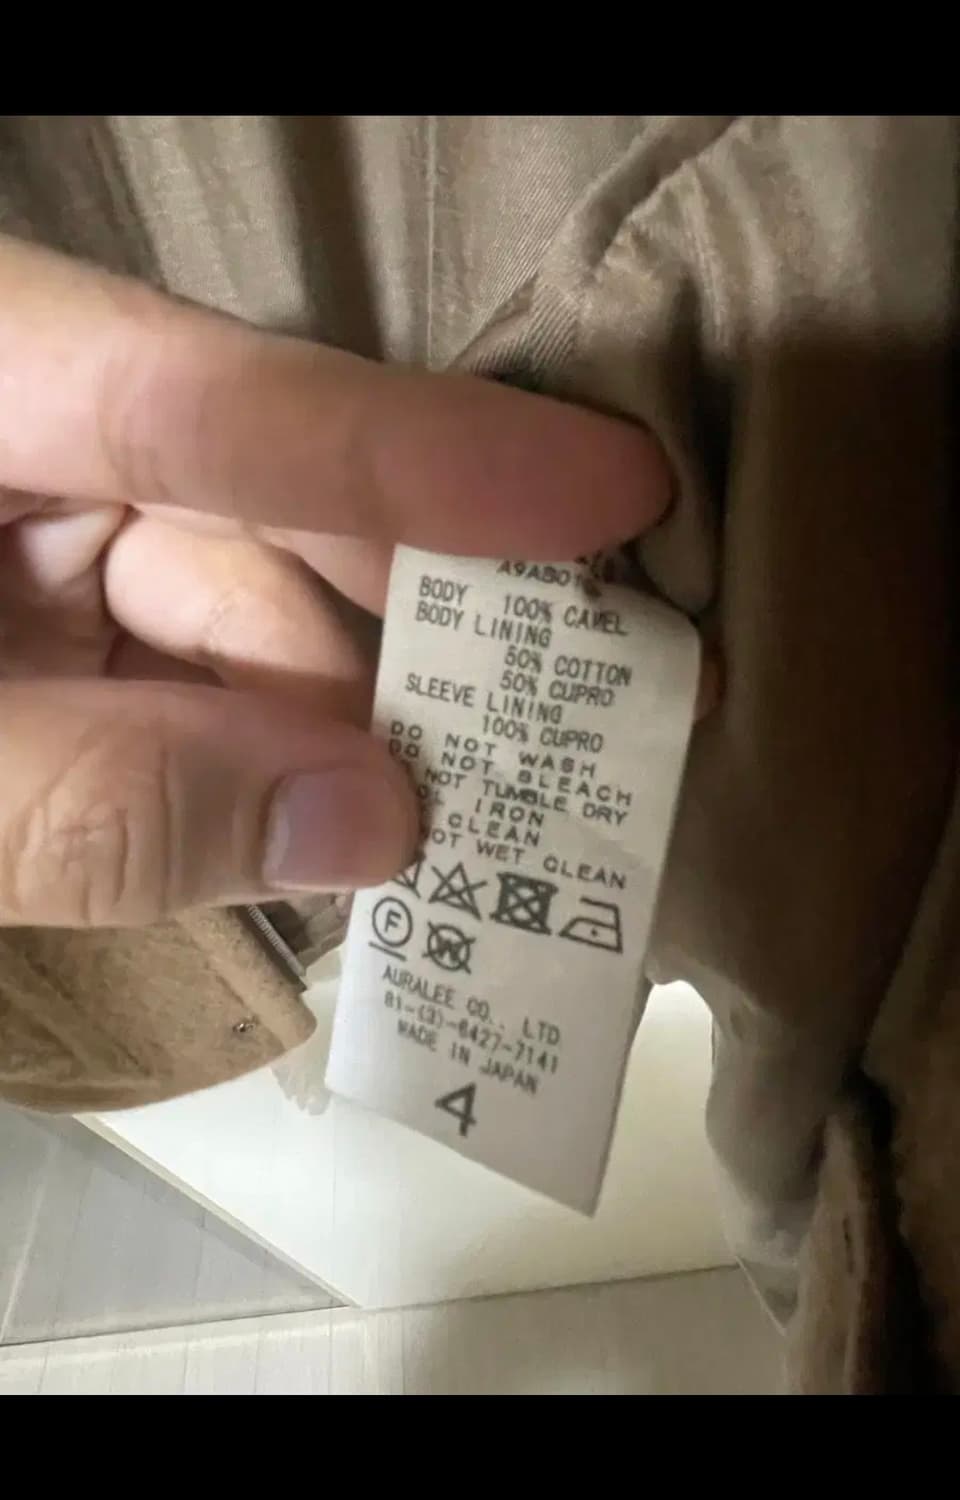 A9AB01
BODY 100% CAMEL
BODY LINING
50% COTTON
50% CUPRO
SLEEVE LINING
100% CUPRO
DO NOT WASH
DO NOT BLEACH
NOT TUMBLE DRY
IRON
CLEAN
NOT WET CLEAN
F
W
AURALEE CO., LTD
81-(3)-6427-7141
MADE IN JAPAN
4